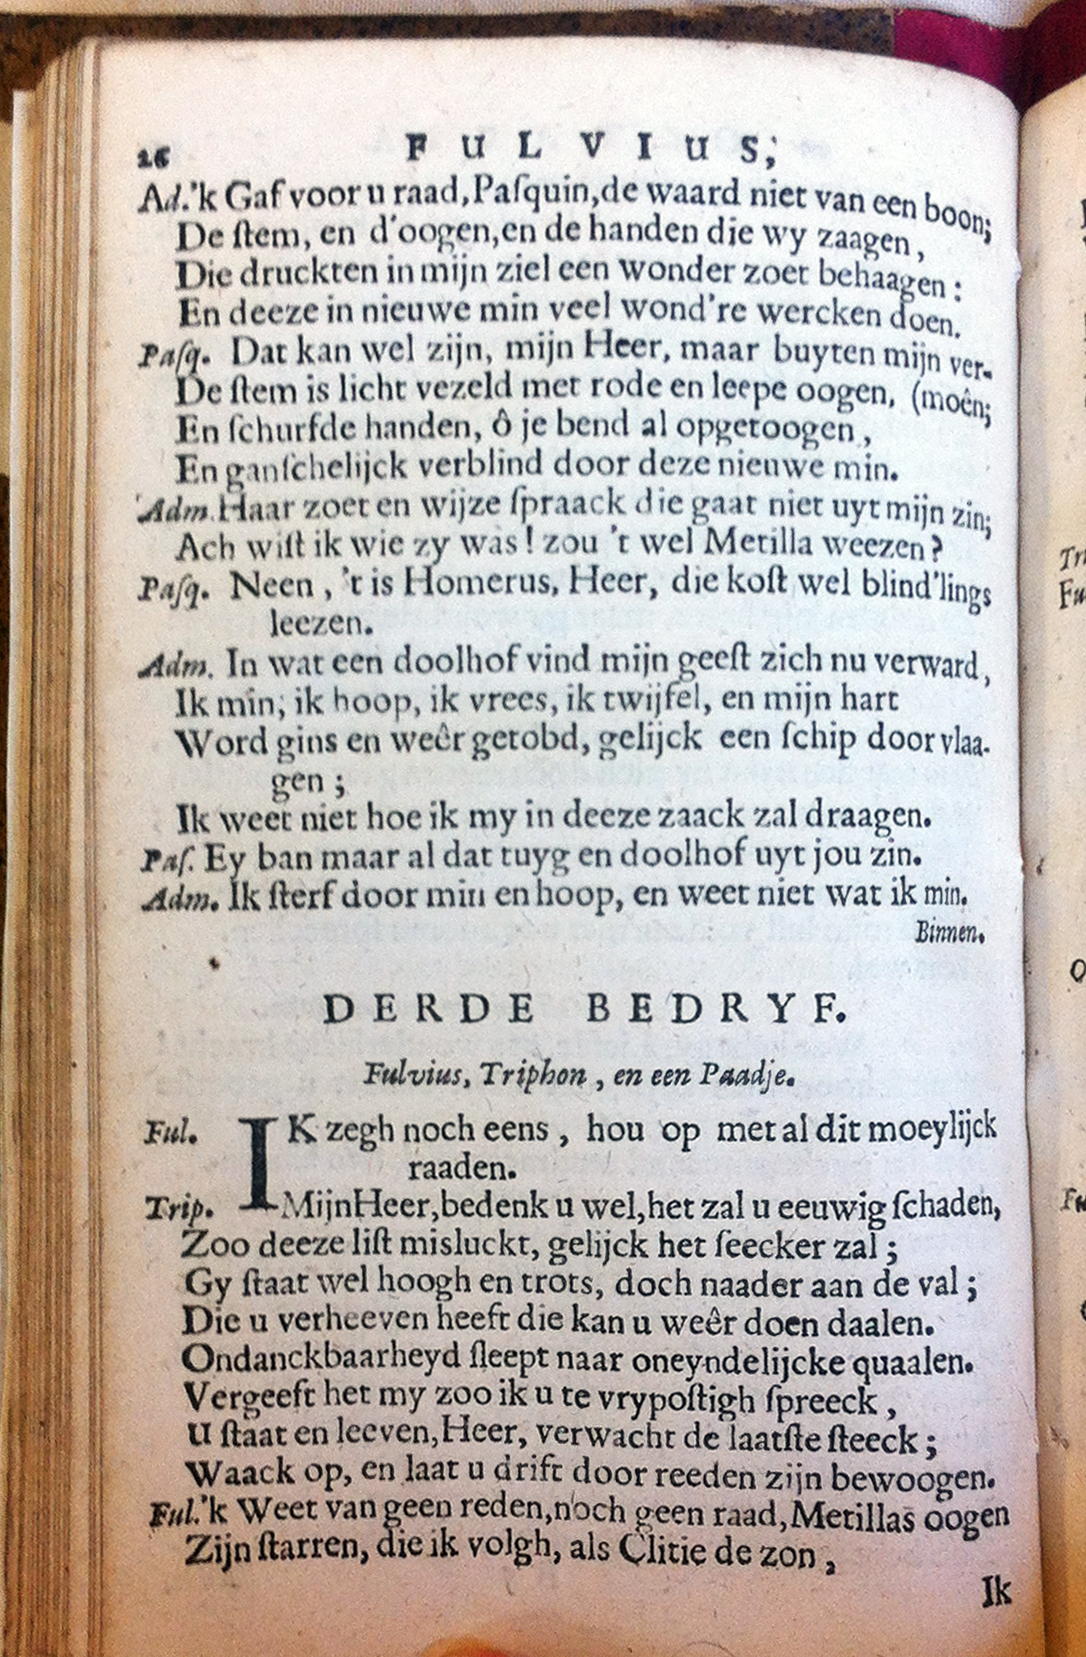 26 FULVIUS;
Ad. 'k Gaf voor u raad, Paſquin, de waard niet van een boon;
De ſtem, en d'oogen, en de handen die wy zaagen,
Die druckten in mijn ziel een wonder zoet behaagen:
En deeze in nieuwe min veel wond're wercken doen.
Paſq. Dat kan wel zijn, mijn Heer, maar buyten mijn ver-
De ſtem is licht vezeld met rode en leepe oogen, (moên;
En ſchurfde handen, ô je bend al opgetoogen,
En ganſchelijck verblind door deze nieuwe min.
Adm. Haar zoet en wijze ſpraack die gaat niet uyt mijn zin;
Ach wiſt ik wie zy was! zou 't wel Metilla weezen?
Paſq. Neen, 't is Homerus, Heer, die koſt wel blind'lings
leezen.
Adm. In wat een doolhof vind mijn geeſt zich nu verward,
Ik min; ik hoop, ik vrees, ik twijfel, en mijn hart
Word gins en weêr getobd, gelijck een ſchip door vlaa-
gen;
Ik weet niet hoe ik my in deeze zaack zal draagen.
Paſ. Ey ban maar al dat tuyg en doolhof uyt jou zin.
Adm. Ik ſterf door min en hoop, en weet niet wat ik min.
Binnen.
DERDE BEDRYF.
Fulvius, Triphon, en een Paadje.
Ful. IK zegh noch eens, hou op met al dit moeylijck
raaden.
Trip. Mijn Heer, bedenk u wel, het zal u eeuwig ſchaden,
Zoo deeze liſt misluckt, gelijck het ſeecker zal;
Gy ſtaat wel hoogh en trots, doch naader aan de val;
Die u verheeven heeft die kan u weêr doen daalen.
Ondanckbaarheyd ſleept naar oneyndelijcke quaalen.
Vergeeft het my zoo ik u te vrypoſtigh ſpreeck,
U ſtaat en leeven, Heer, verwacht de laatſte ſteeck;
Waack op, en laat u drift door reeden zijn bewoogen.
Ful. 'k Weet van geen reden, noch geen raad, Metillas oogen
Zijn ſtarren, die ik volgh, als Clitie de zon,
Ik